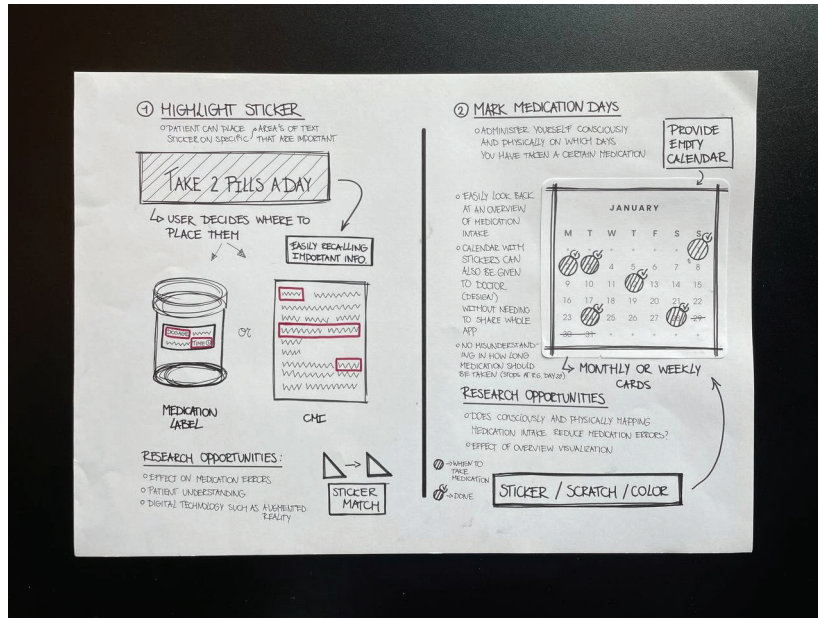 ① HIGHLIGHT STICKER
○ PATIENT CAN PLACE
STICKER ON SPECIFIC
AREA'S OF TEXT
THAT ARE IMPORTANT
TAKE 2 PILLS A DAY
↳ USER DECIDES WHERE TO
PLACE THEM
EASILY RECALLING
IMPORTANT INFO.
DOSAGE
TIME
OR
MEDICATION
LABEL
CMI
RESEARCH OPPORTUNITIES:
○ EFFECT ON MEDICATION ERRORS
○ PATIENT UNDERSTANDING
○ DIGITAL TECHNOLOGY SUCH AS AUGMENTED
REALITY
STICKER
MATCH
② MARK MEDICATION DAYS
○ ADMINISTER YOURSELF CONSCIOUSLY
AND PHYSICALLY ON WHICH DAYS
YOU HAVE TAKEN A CERTAIN MEDICATION
PROVIDE
EMPTY
CALENDAR
○ EASILY LOOK BACK
AT AN OVERVIEW
OF MEDICATION
INTAKE
○ CALENDAR WITH
STICKERS CAN
ALSO BE GIVEN
TO DOCTOR
(DESIGN')
WITHOUT NEEDING
TO SHARE WHOLE
APP
○ NO MISUNDERSTAND-
ING IN HOW LONG
MEDICATION SHOULD
BE TAKEN (STOPS AT EG. DAY 28)
JANUARY
M T W T F S S
4 5 6 7 8
9 10 11 13 14 15
16 17 18 19 20 21 22
23 25 26 27 28 29
30 31
↳ MONTHLY OR WEEKLY
CARDS
RESEARCH OPPORTUNITIES
○ DOES CONSCIOUSLY AND PHYSICALLY MAPPING
MEDICATION INTAKE REDUCE MEDICATION ERRORS?
○ EFFECT OF OVERVIEW VISUALIZATION
→ WHEN TO
TAKE
MEDICATION
→ DONE
STICKER / SCRATCH / COLOR